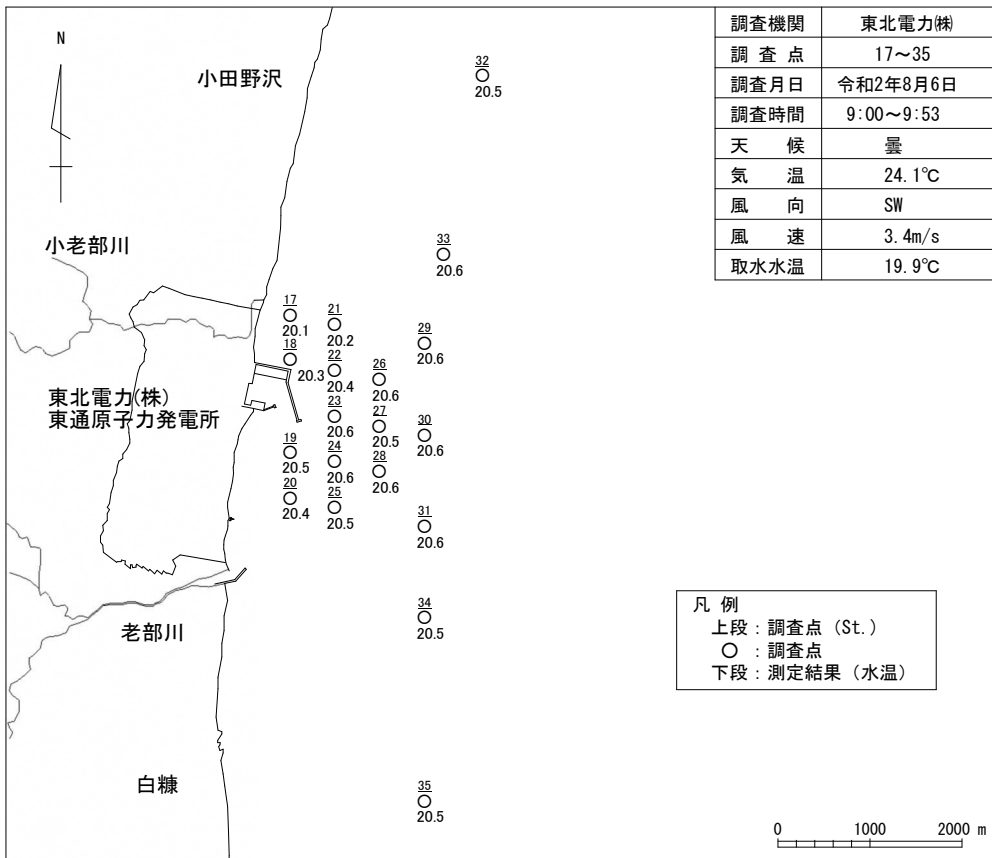 調査機関 東北電力㈱
調査点 17～35
調査月日 令和2年8月6日
調査時間 9:00～9:53
天候 曇
気温 24.1℃
風向 SW
風速 3.4m/s
取水水温 19.9℃
N
小田野沢
32
20.5
小老部川
33
20.6
17
20.1
21
20.2
29
20.6
18
20.3
22
20.4
26
20.6
東北電力(株)
東通原子力発電所
23
20.6
27
20.5
30
20.6
19
20.5
24
20.6
28
20.6
20
20.4
25
20.5
31
20.6
34
20.5
老部川
凡例
上段：調査点（St.）
○：調査点
下段：測定結果（水温）
白糠
35
20.5
0 1000 2000 m